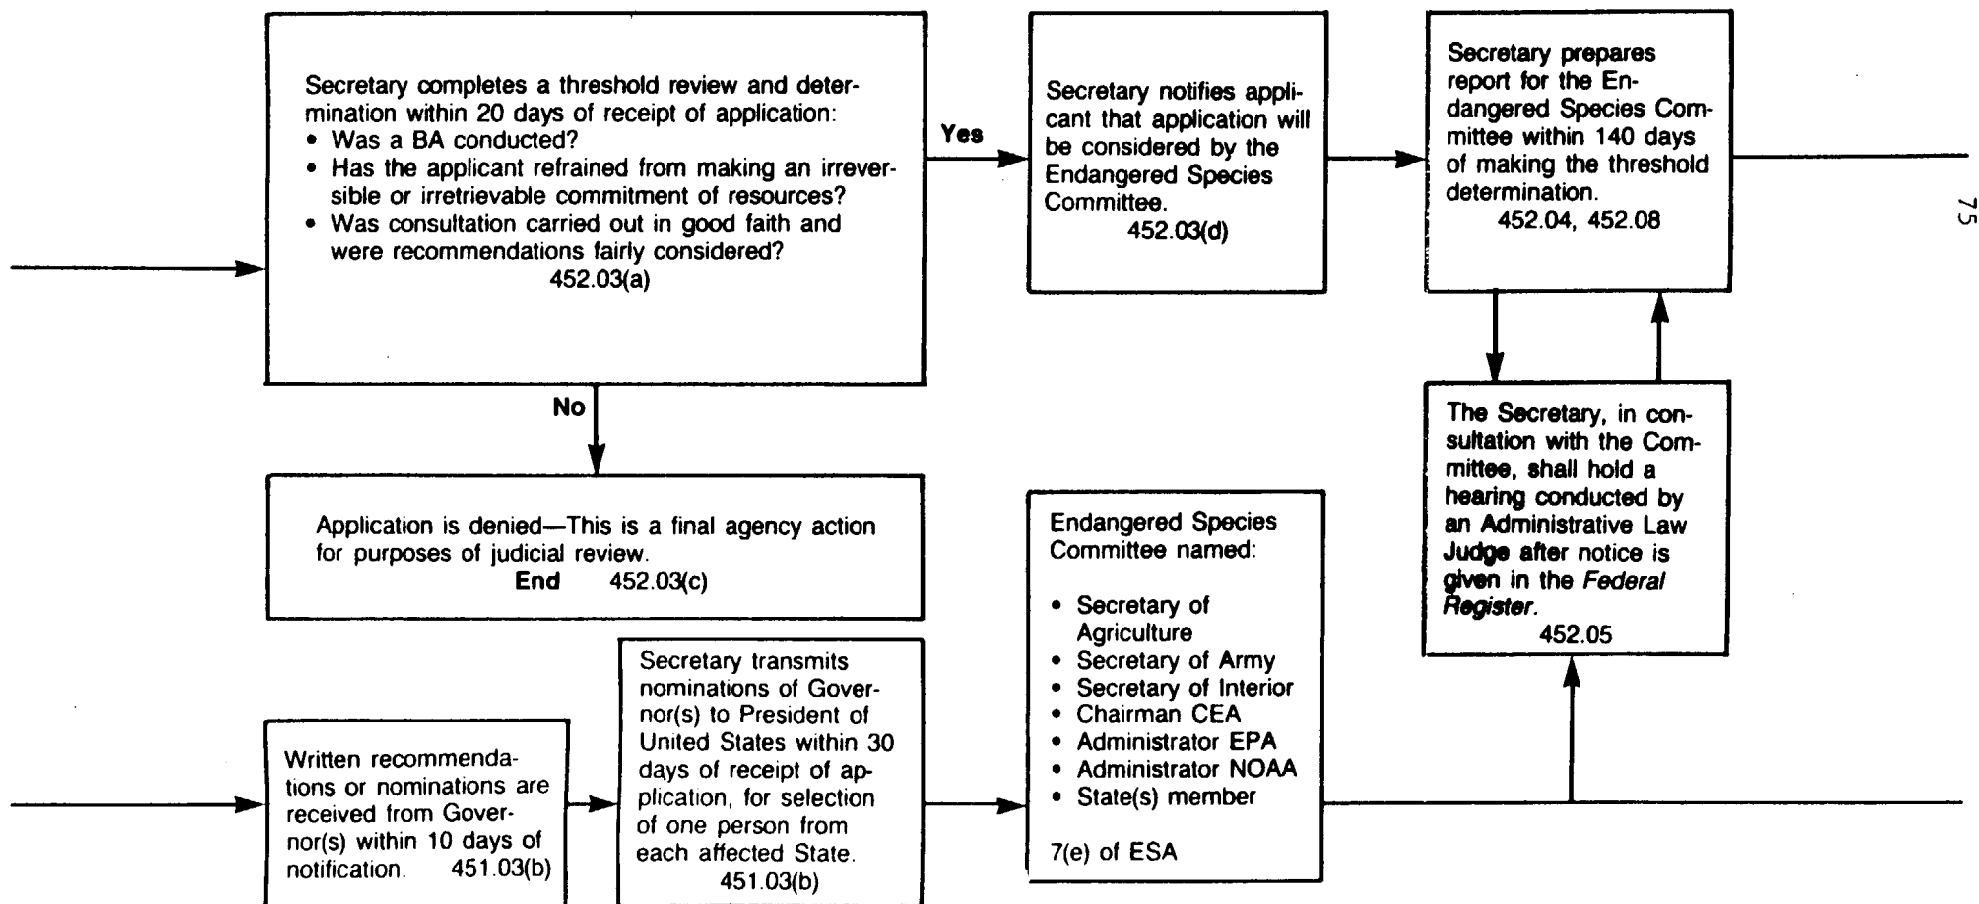 Secretary completes a threshold review and deter-
mination within 20 days of receipt of application:
• Was a BA conducted?
• Has the applicant refrained from making an irrever-
sible or irretrievable commitment of resources?
• Was consultation carried out in good faith and
were recommendations fairly considered?
452.03(a)
Yes
Secretary notifies appli-
cant that application will
be considered by the
Endangered Species
Committee.
452.03(d)
Secretary prepares
report for the En-
dangered Species Com-
mittee within 140 days
of making the threshold
determination.
452.04, 452.08
75
No
Application is denied—This is a final agency action
for purposes of judicial review.
End 452.03(c)
The Secretary, in con-
sultation with the Com-
mittee, shall hold a
hearing conducted by
an Administrative Law
Judge after notice is
given in the Federal
Register.
452.05
Written recommenda-
tions or nominations are
received from Gover-
nor(s) within 10 days of
notification. 451.03(b)
Secretary transmits
nominations of Gover-
nor(s) to President of
United States within 30
days of receipt of ap-
plication, for selection
of one person from
each affected State.
451.03(b)
Endangered Species
Committee named:
• Secretary of
Agriculture
• Secretary of Army
• Secretary of Interior
• Chairman CEA
• Administrator EPA
• Administrator NOAA
• State(s) member
7(e) of ESA